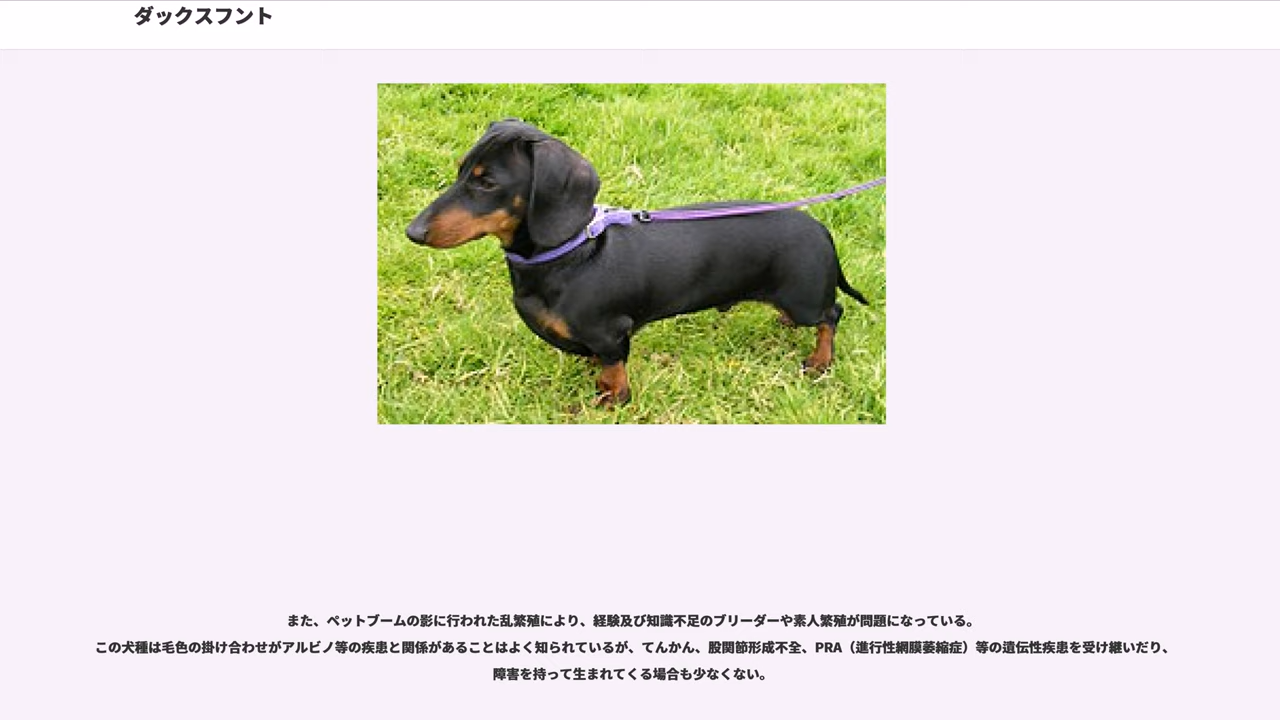 ダックスフント
また、ペットブームの影に行われた乱繁殖により、経験及び知識不足のブリーダーや素人繁殖が問題になっている。
この犬種は毛色の掛け合わせがアルビノ等の疾患と関係があることはよく知られているが、てんかん、股関節形成不全、PRA（進行性網膜萎縮症）等の遺伝性疾患を受け継いだり、
障害を持って生まれてくる場合も少なくない。